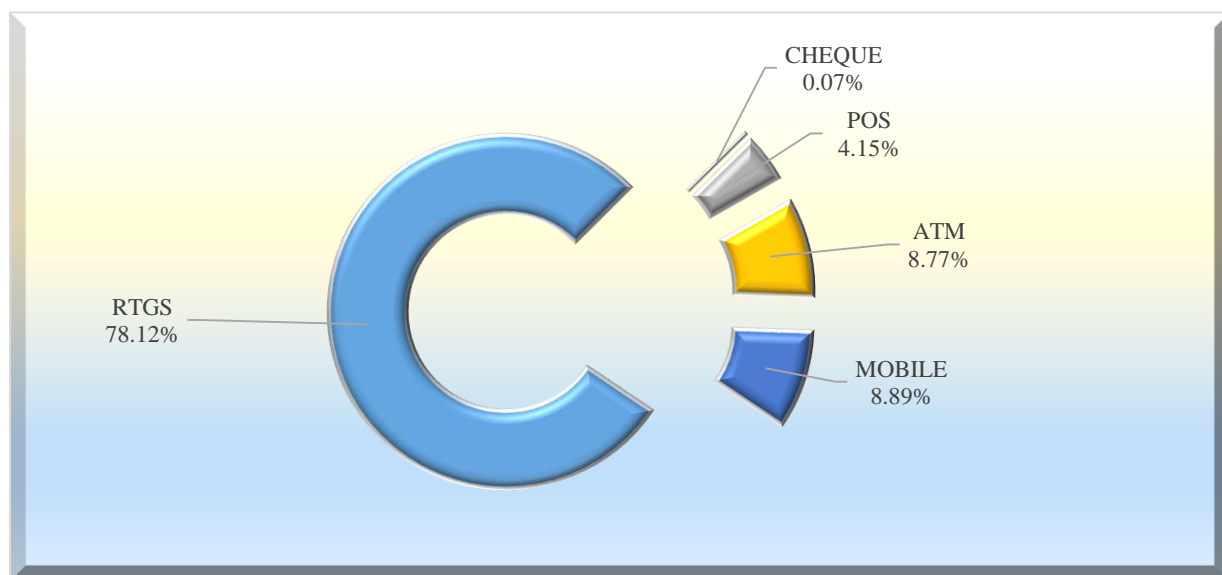 CHEQUE
0.07%
POS
4.15%
ATM
8.77%
RTGS
78.12%
MOBILE
8.89%